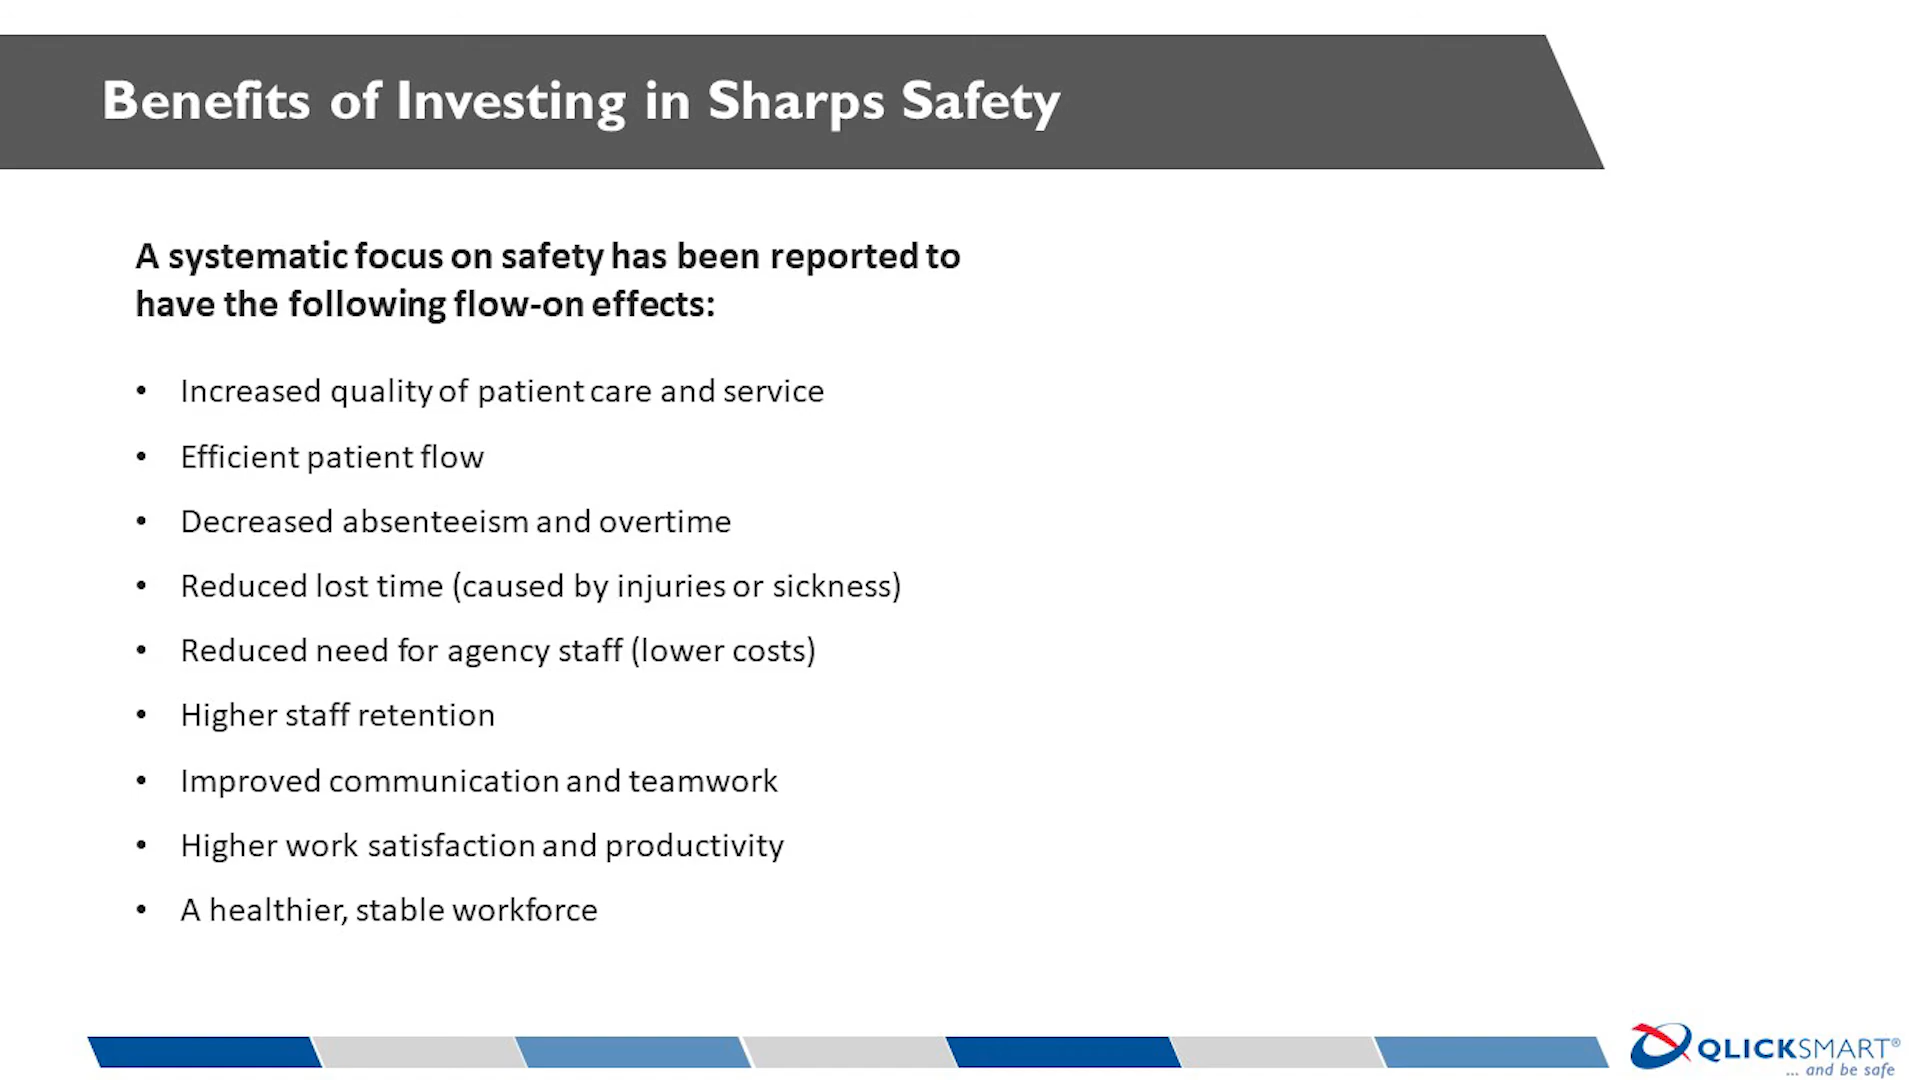 Benefits of Investing in Sharps Safety
A systematic focus on safety has been reported to
have the following flow-on effects:
• Increased quality of patient care and service
• Efficient patient flow
• Decreased absenteeism and overtime
• Reduced lost time (caused by injuries or sickness)
• Reduced need for agency staff (lower costs)
• Higher staff retention
• Improved communication and teamwork
• Higher work satisfaction and productivity
• A healthier, stable workforce
QLICKSMART®
... and be safe